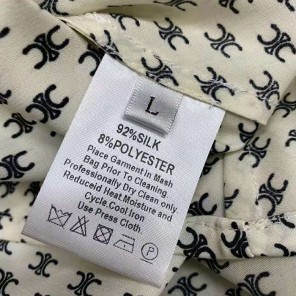 L
92%SILK
8%POLYESTER
Place Garment in Mash
Bag Prior To Cleaning
Professionally Dry Clean only
Reduceid Heat Moisture and
Cycle.Cool Iron
Use Press Cloth
P